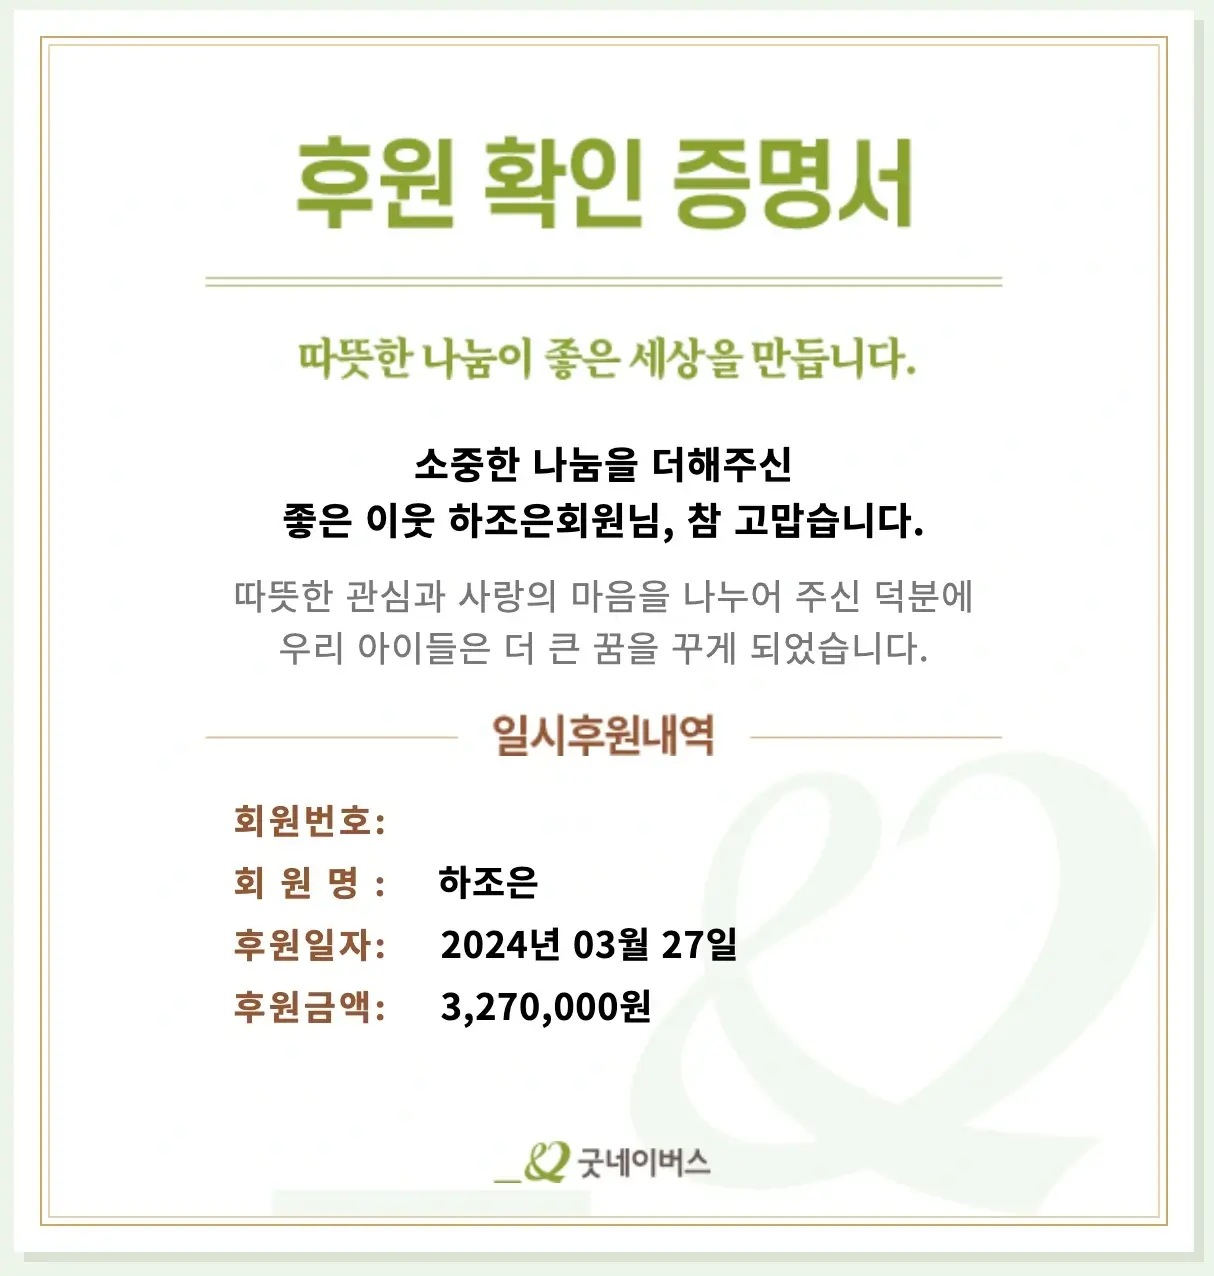 후원 확인 증명서
따뜻한 나눔이 좋은 세상을 만듭니다.
소중한 나눔을 더해주신
좋은 이웃 하조은회원님, 참 고맙습니다.
따뜻한 관심과 사랑의 마음을 나누어 주신 덕분에
우리 아이들은 더 큰 꿈을 꾸게 되었습니다.
일시후원내역
회원번호:
회 원 명 : 하조은
후원일자: 2024년 03월 27일
후원금액: 3,270,000원
굿네이버스